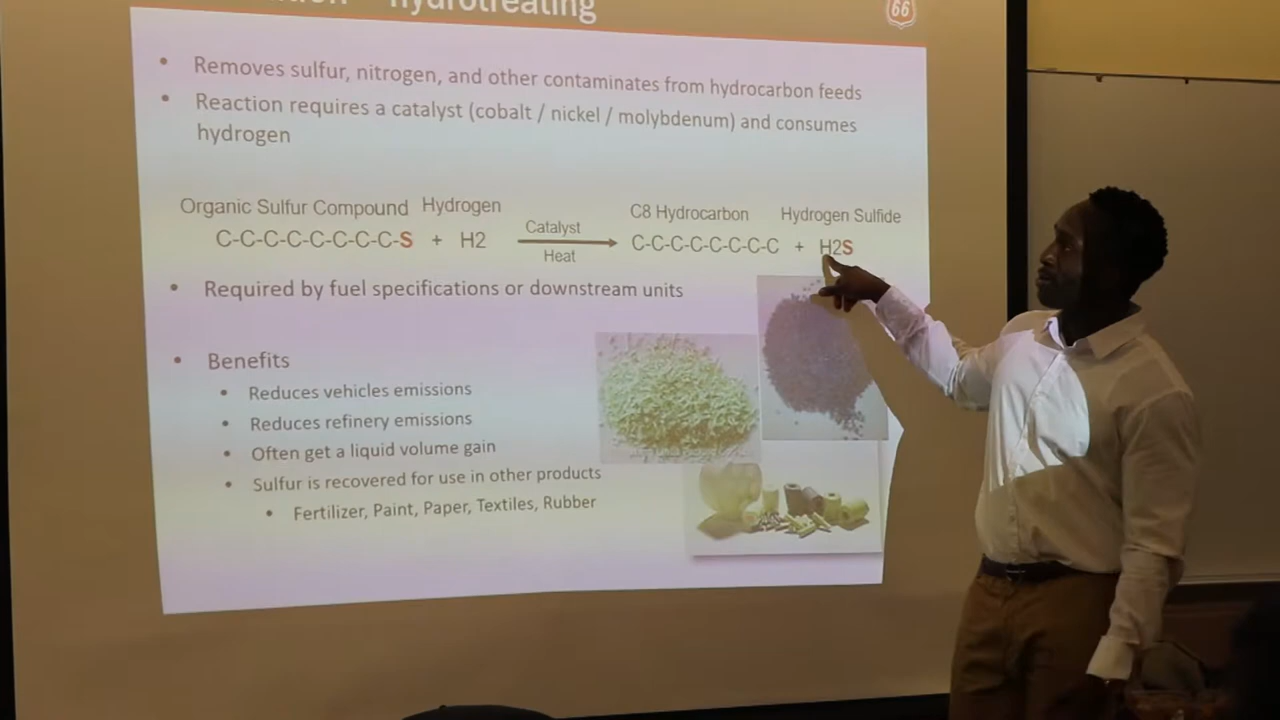 hydrotreating
66
Removes sulfur, nitrogen, and other contaminates from hydrocarbon feeds
Reaction requires a catalyst (cobalt / nickel / molybdenum) and consumes
hydrogen
Organic Sulfur Compound Hydrogen C8 Hydrocarbon Hydrogen Sulfide
C-C-C-C-C-C-C-C-S + H2 Catalyst C-C-C-C-C-C-C-C + H2S
Heat
Required by fuel specifications or downstream units
Benefits
Reduces vehicles emissions
Reduces refinery emissions
Often get a liquid volume gain
Sulfur is recovered for use in other products
Fertilizer, Paint, Paper, Textiles, Rubber